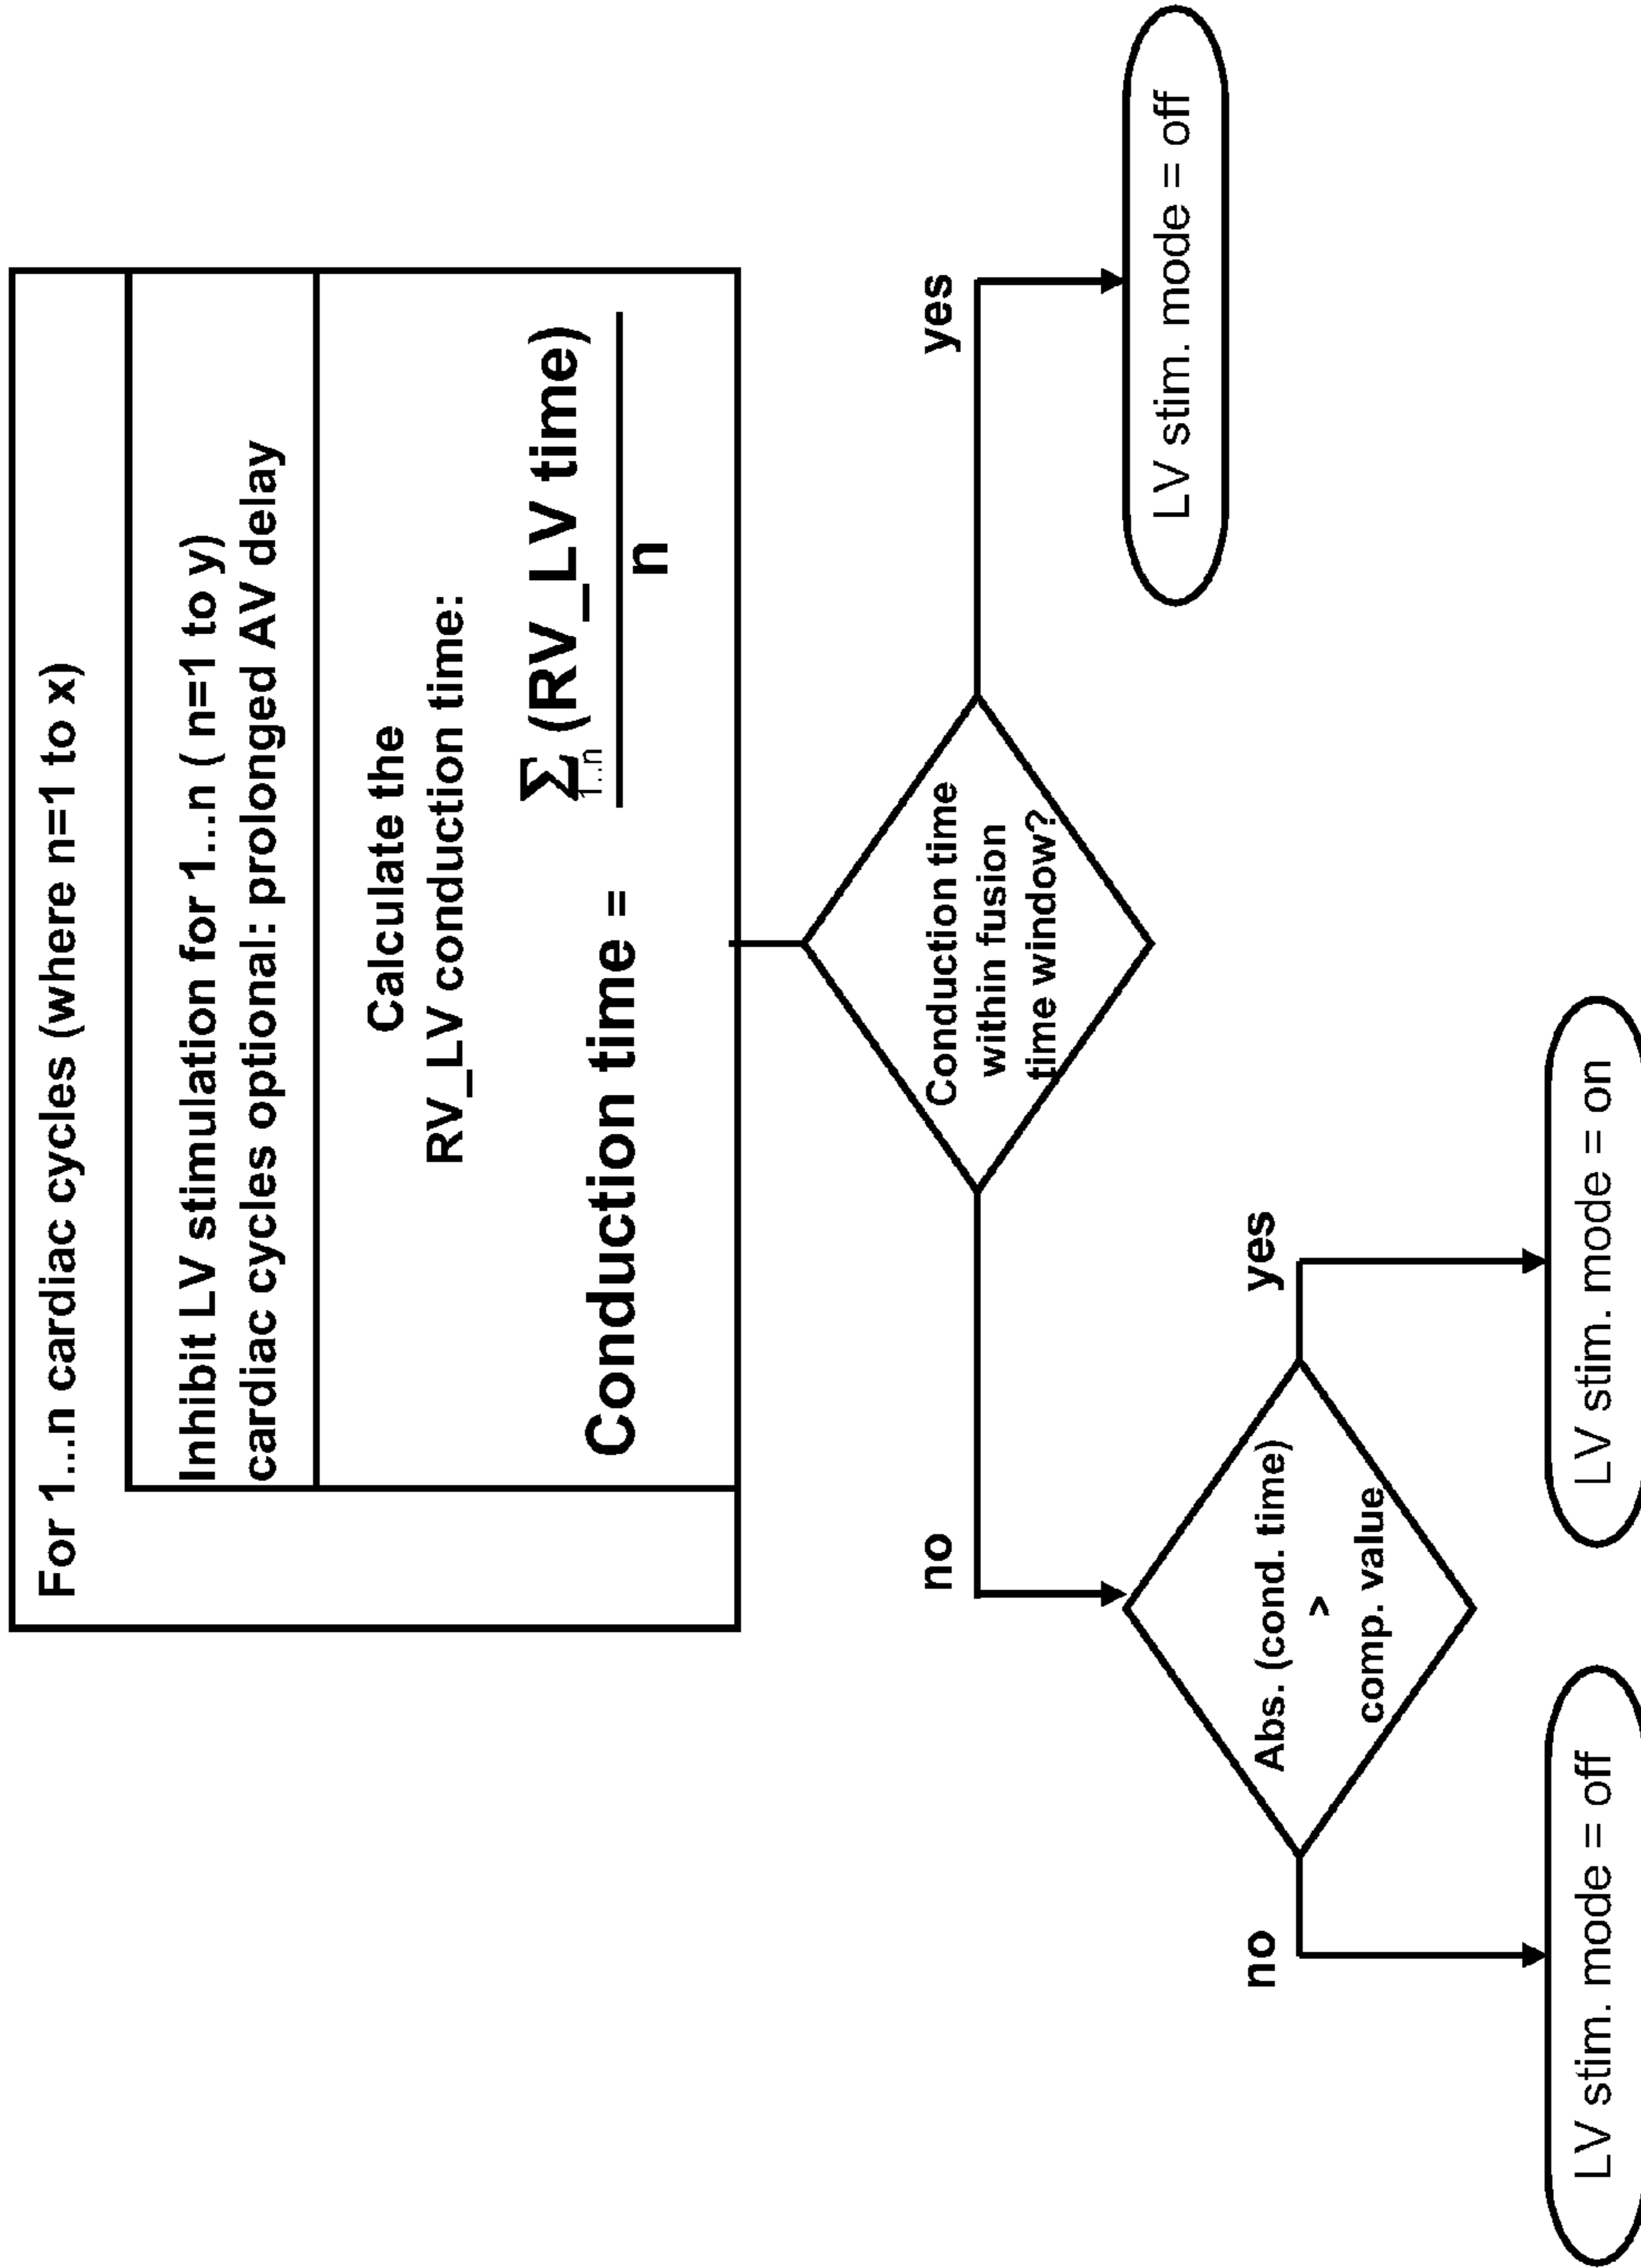 For 1...n cardiac cycles (where n=1 to x)
Inhibit LV stimulation for 1...n ( n=1 to y)
cardiac cycles optional: prolonged AV delay
Calculate the
RV_LV conduction time:
Conduction time = Σ (RV_LV time)
1..n
n
Conduction time
within fusion
time window?
no
yes
Abs. (cond. time)
>
comp. value
LV stim. mode = off
no
yes
LV stim. mode = off
LV stim. mode = on